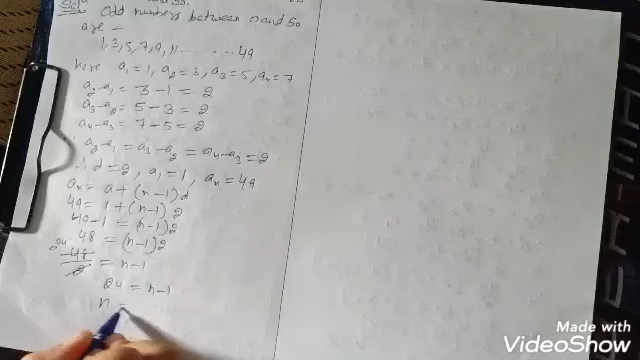 Sol Odd numbers between 0 and 50
are :-
1,3,5,7,9,11 ........ 49
here a₁ = 1, a₂ = 3, a₃ = 5, a₄ = 7
a₂-a₁ = 3 - 1 = 2
a₃-a₂ = 5 - 3 = 2
a₄-a₃ = 7 - 5 = 2
a₂-a₁ = a₃-a₂ = a₄-a₃ = 2
∴ d = 2, a₁ = 1, aₙ = 49
aₙ = a + (n-1) d
49 = 1 + (n-1) 2
49-1 = (n-1) 2
48 = (n-1) 2
24
48/2 = n-1
24 = n-1
n =
Made with
VideoShow